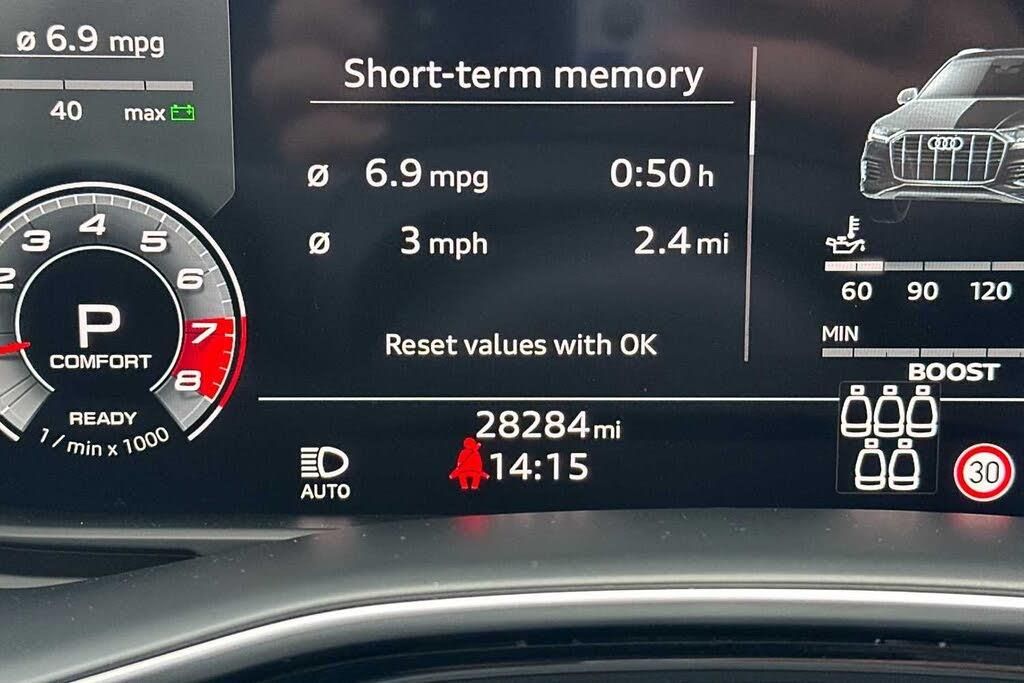 ø 6.9 mpg
40 max
Short-term memory
ø 6.9 mpg 0:50 h
ø 3 mph 2.4 mi
Reset values with OK
2 3 4 5 6 7 8
P
COMFORT
READY
1 / min x 1000
60 90 120
MIN
BOOST
28284 mi
14:15
AUTO
30